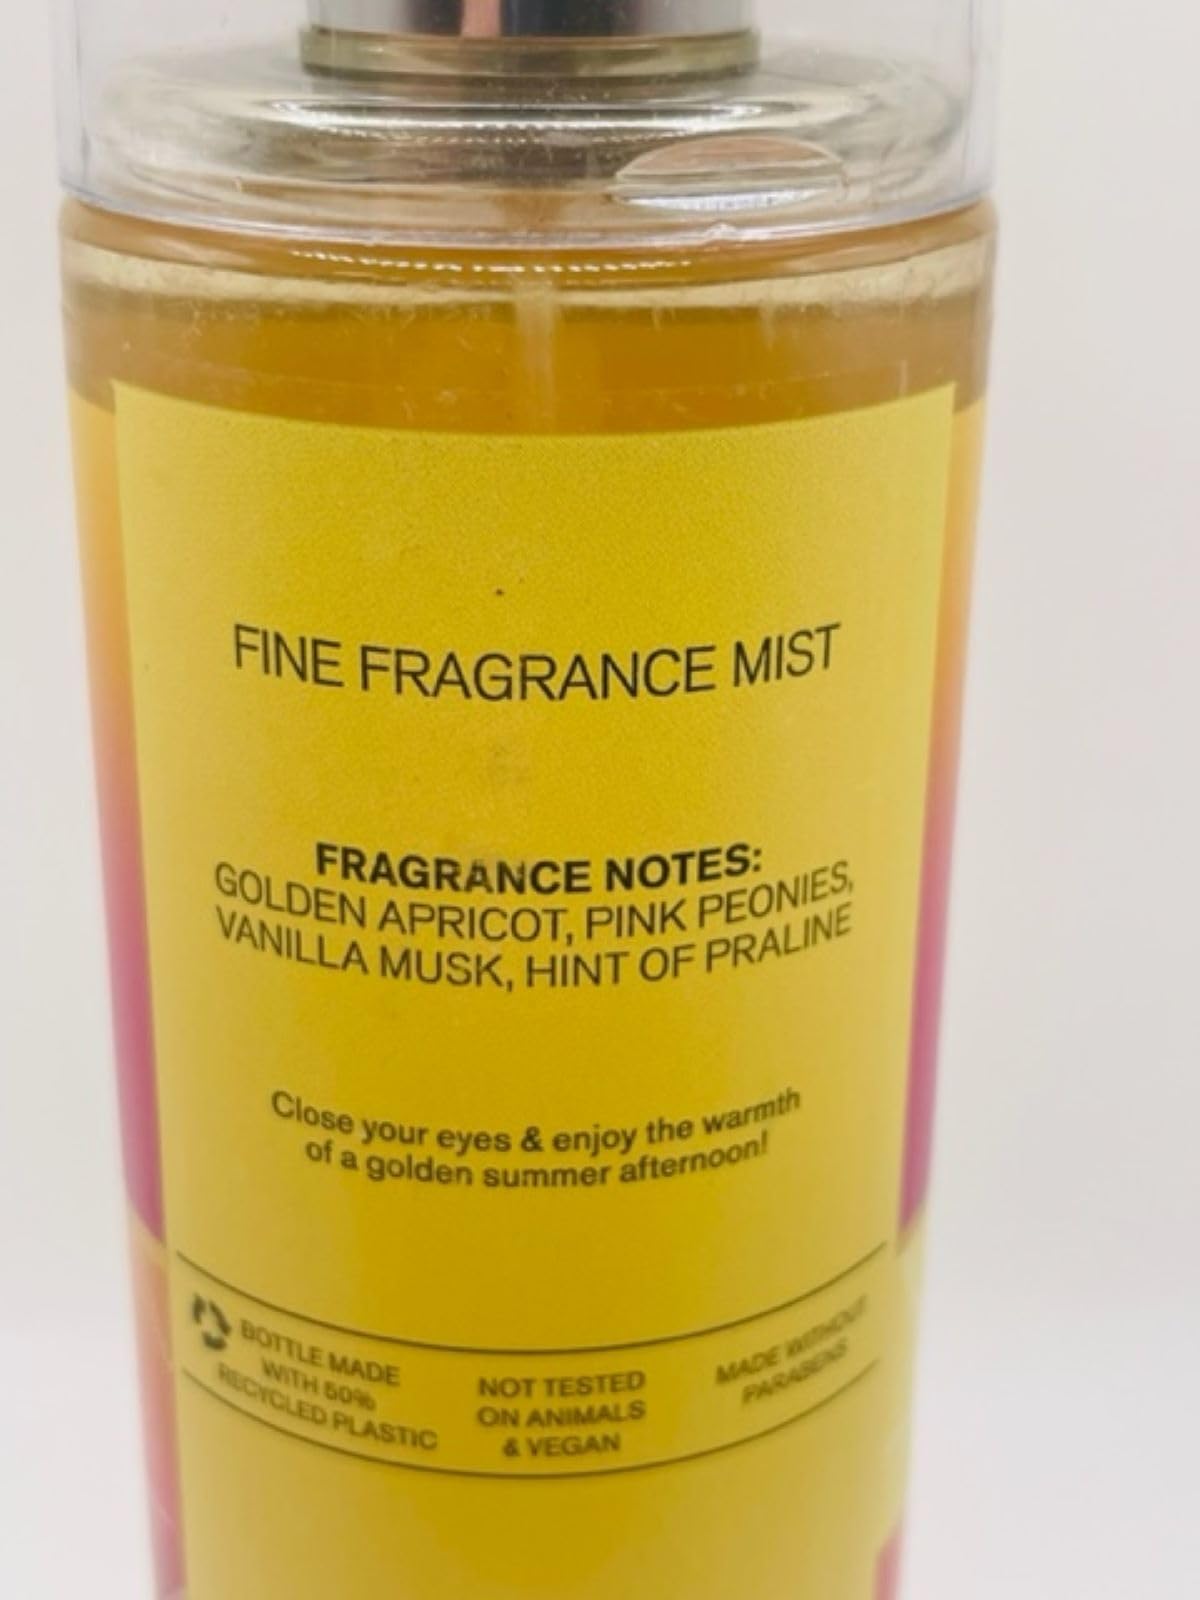 FINE FRAGRANCE MIST
FRAGRANCE NOTES:
GOLDEN APRICOT, PINK PEONIES,
VANILLA MUSK, HINT OF PRALINE
Close your eyes & enjoy the warmth
of a golden summer afternoon!
BOTTLE MADE
WITH 50%
RECYCLED PLASTIC
NOT TESTED
ON ANIMALS
& VEGAN
MADE WITHOUT
PARABENS